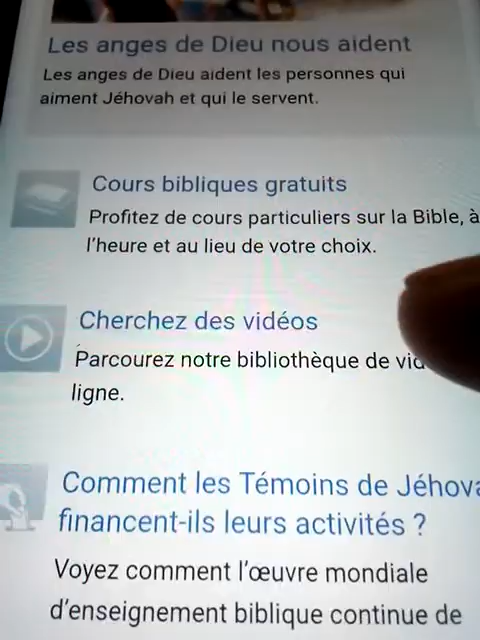 Les anges de Dieu nous aident
Les anges de Dieu aident les personnes qui
aiment Jéhovah et qui le servent.
Cours bibliques gratuits
Profitez de cours particuliers sur la Bible, à
l'heure et au lieu de votre choix.
Cherchez des vidéos
Parcourez notre bibliothèque de
ligne.
Comment les Témoins de Jéhova
financent-ils leurs activités ?
Voyez comment l'œuvre mondiale
d'enseignement biblique continue de